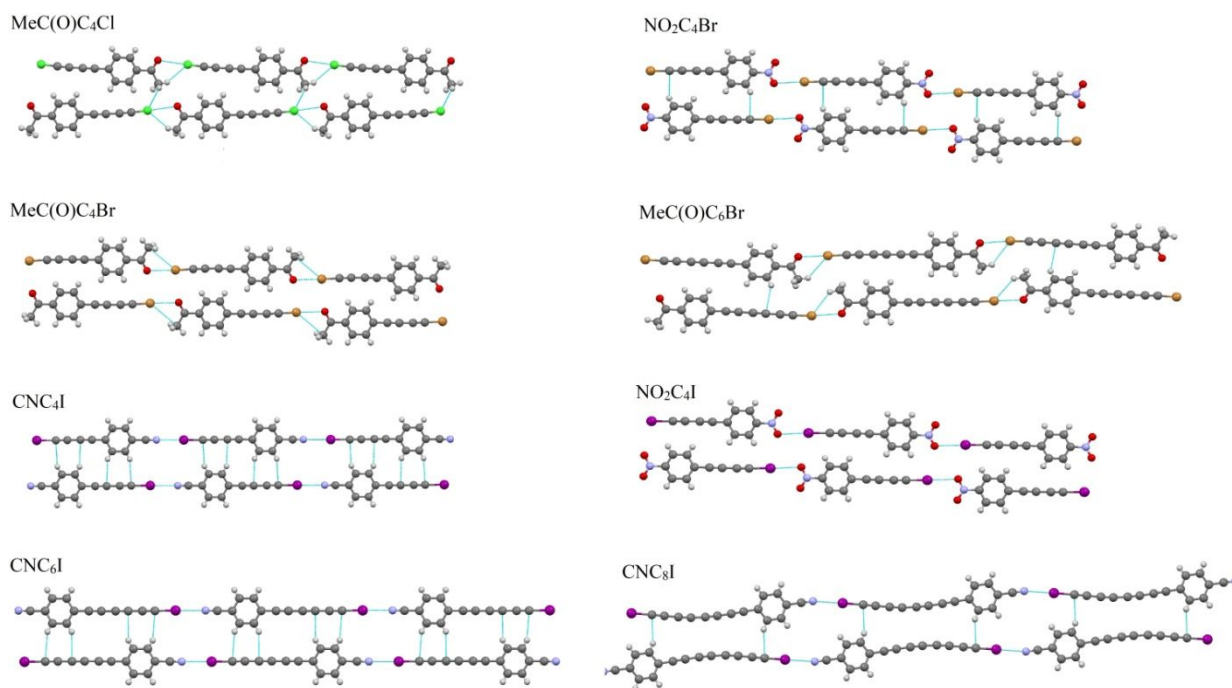 MeC(O)C₄Cl
NO₂C₄Br
MeC(O)C₄Br
MeC(O)C₆Br
CNC₄I
NO₂C₄I
CNC₆I
CNC₈I